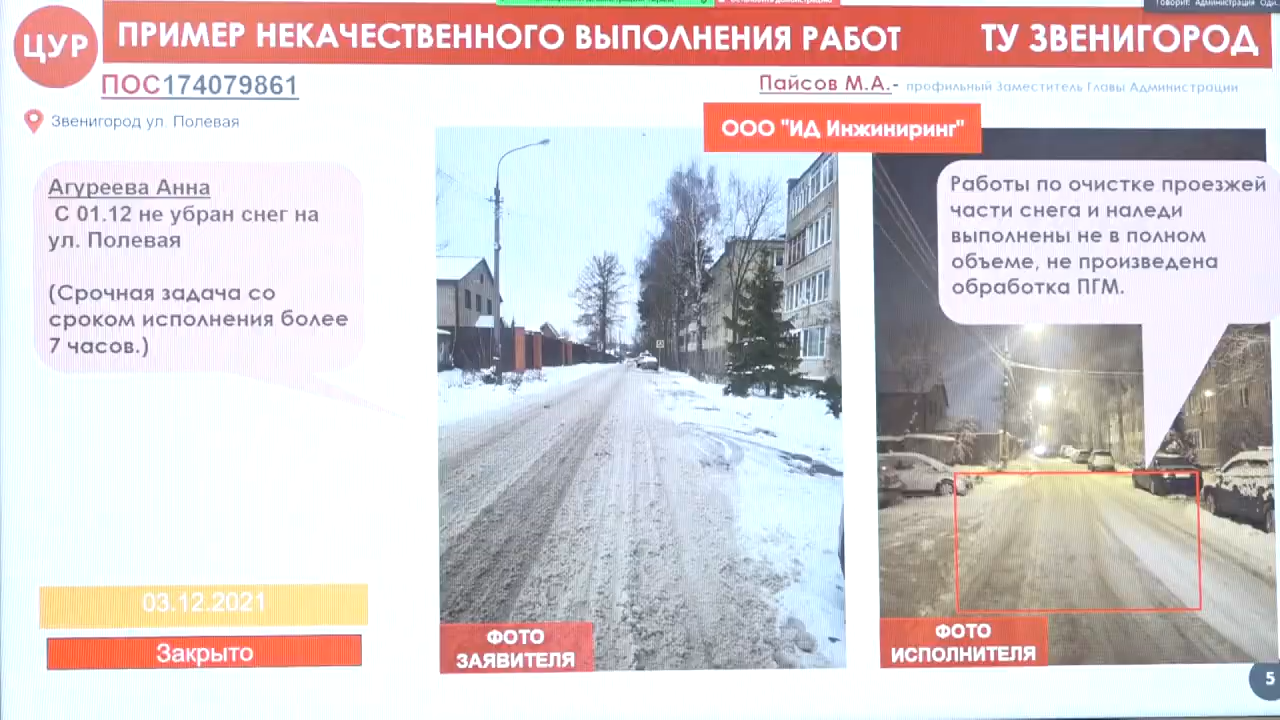 Говорит: Администрация
ЦУР
ПРИМЕР НЕКАЧЕСТВЕННОГО ВЫПОЛНЕНИЯ РАБОТ
ТУ ЗВЕНИГОРОД
ПОС174079861
Пайсов М.А.- профильный Заместитель Главы Администрации
Звенигород ул. Полевая
ООО "ИД Инжиниринг"
Агуреева Анна
С 01.12 не убран снег на
ул. Полевая
(Срочная задача со
сроком исполнения более
7 часов.)
Работы по очистке проезжей
части снега и наледи
выполнены не в полном
объеме, не произведена
обработка ПГМ.
03.12.2021
Закрыто
ФОТО
ЗАЯВИТЕЛЯ
ФОТО
ИСПОЛНИТЕЛЯ
5